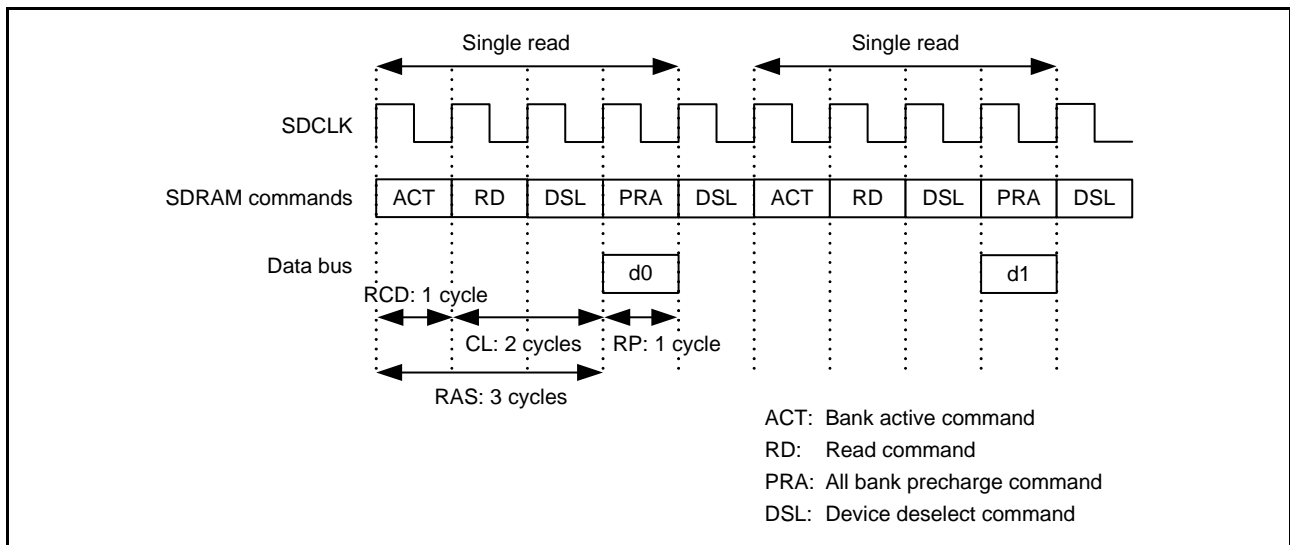 Single read Single read
SDCLK
SDRAM commands ACT RD DSL PRA DSL ACT RD DSL PRA DSL
Data bus d0 d1
RCD: 1 cycle
CL: 2 cycles RP: 1 cycle
RAS: 3 cycles
ACT: Bank active command
RD: Read command
PRA: All bank precharge command
DSL: Device deselect command